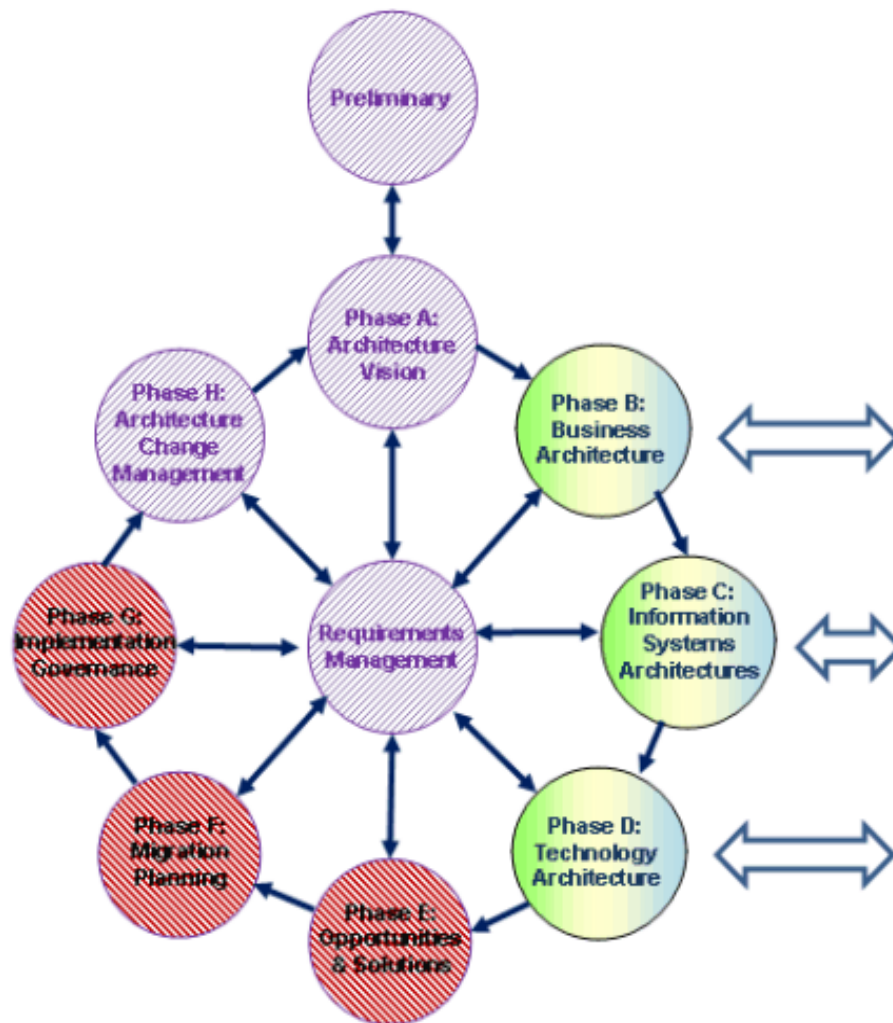 Preliminary
Phase A:
Architecture
Vision
Phase B:
Business
Architecture
Phase C:
Information
Systems
Architectures
Phase D:
Technology
Architecture
Phase E:
Opportunities
& Solutions
Phase F:
Migration
Planning
Phase G:
Implementation
Governance
Phase H:
Architecture
Change
Management
Requirements
Management